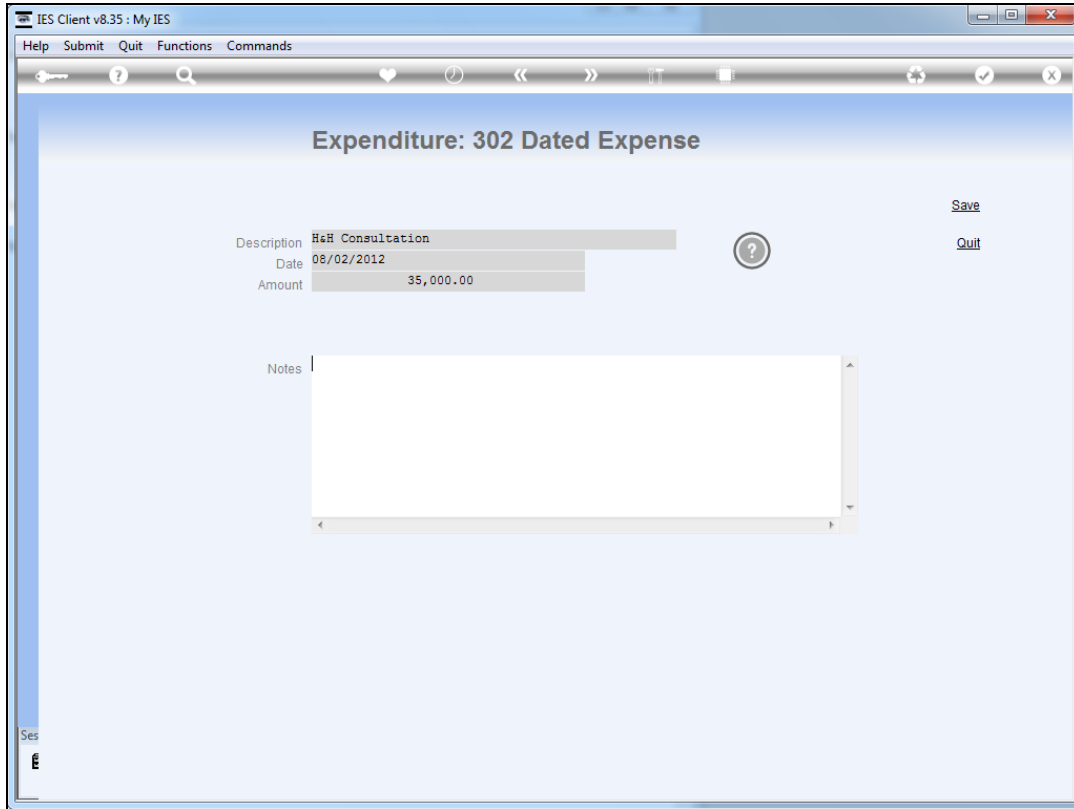 IES Client v8.35 : My IES
Help Submit Quit Functions Commands
Expenditure: 302 Dated Expense
Save
Description H&H Consultation
Quit
Date 08/02/2012
Amount 35,000.00
Notes
Ses